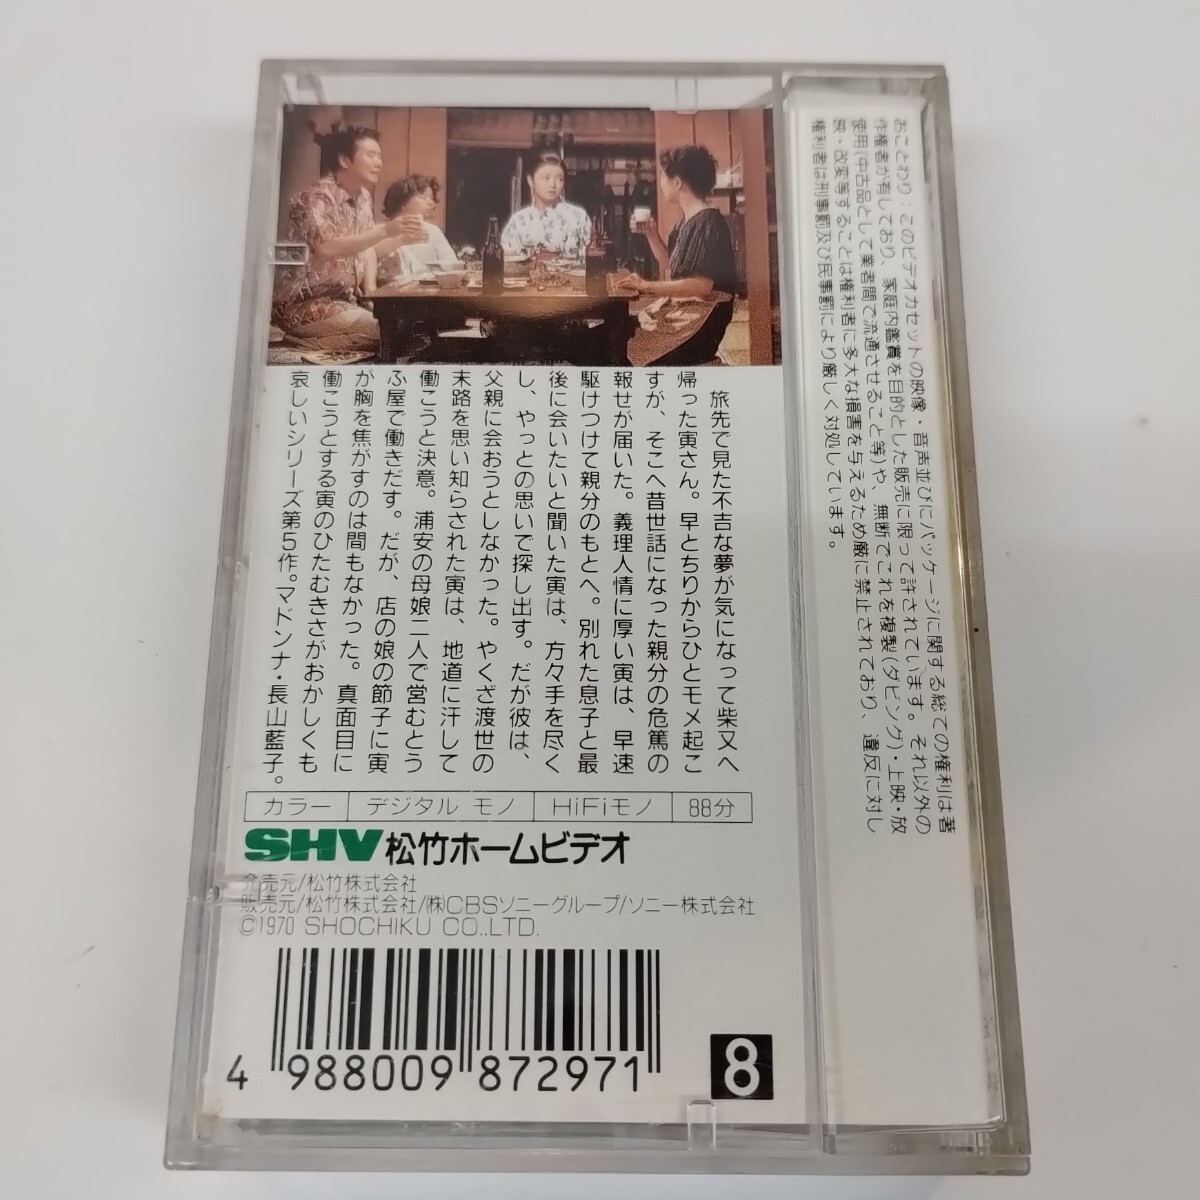 おことわり：このビデオカセットの映像・音声並びにパッケージに関する総ての権利は著
作権者が有しており、家庭内鑑賞を目的とした販売に限って許されています。それ以外の
使用(中古品として業者間で流通させること等)や、無断でこれを複製(ダビング)・上映・放
映・改変等することは権利者に多大な損害を与えるため厳に禁止されており、違反に対し
権利者は刑事罰及び民事罰により厳しく対処しています。
旅先で見た不吉な夢が気になって柴又へ
帰った寅さん。早とちりからひとモメ起こ
すが、そこへ昔世話になった親分の危篤の
報せが届いた。義理人情に厚い寅は、早速
駆けつけて親分のもとへ。別れた息子と最
後に会いたいと聞いた寅は、方々手を尽く
し、やっとの思いで探し出す。だが彼は、
父親に会おうとしなかった。やくざ渡世の
末路を思い知らされた寅は、地道に汗して
働こうと決意。浦安の母娘二人で営むとう
ふ屋で働きだす。だが、店の娘の節子に寅
が胸を焦がすのは間もなかった。真面目に
働こうとする寅のひたむきさがおかしくも
哀しいシリーズ第5作。マドンナ・長山藍子。
カラー デジタル モノ HiFiモノ 88分
SHV 松竹ホームビデオ
発売元/松竹株式会社
販売元/松竹株式会社/㈱CBSソニーグループ/ソニー株式会社
©1970 SHOCHIKU CO.,LTD.
4 988009 872971
8